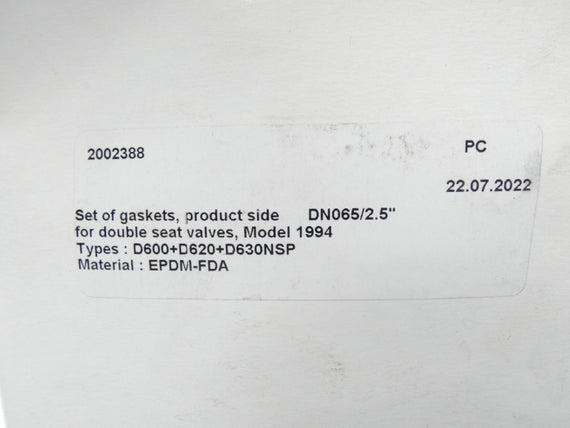 2002388 PC
22.07.2022
Set of gaskets, product side DN065/2.5"
for double seat valves, Model 1994
Types : D600+D620+D630NSP
Material : EPDM-FDA